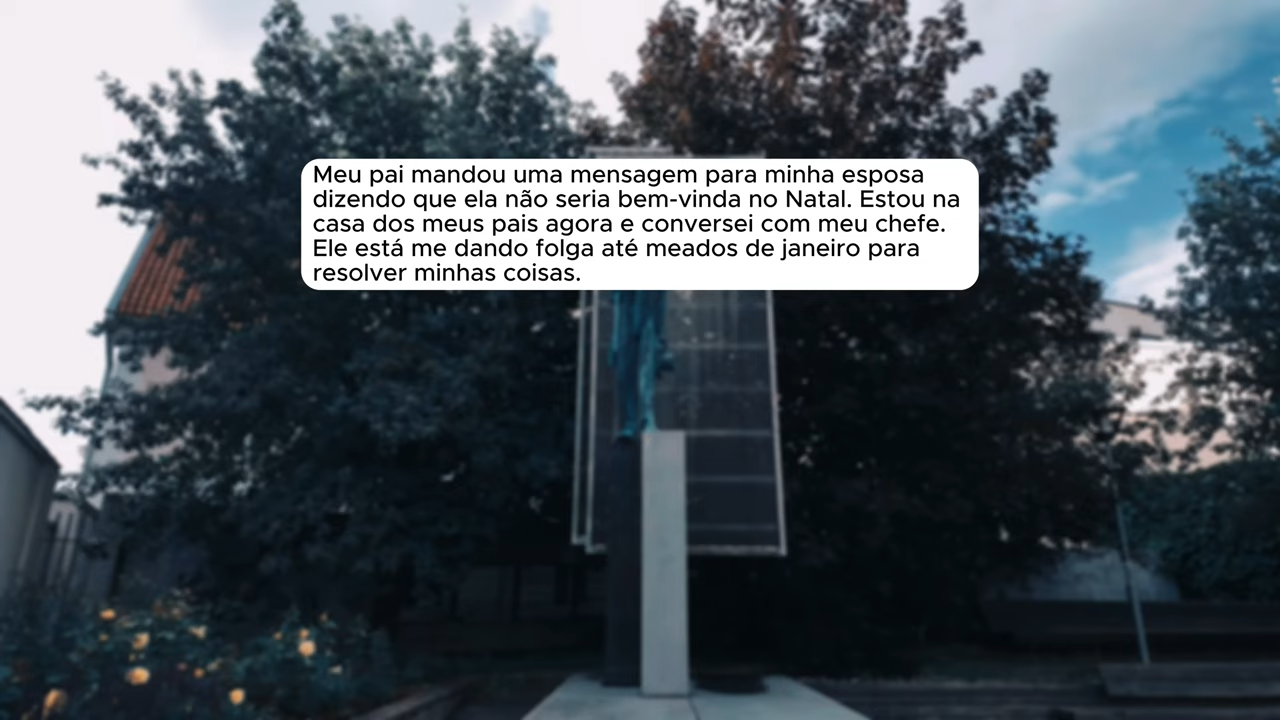 Meu pai mandou uma mensagem para minha esposa
dizendo que ela não seria bem-vinda no Natal. Estou na
casa dos meus pais agora e conversei com meu chefe.
Ele está me dando folga até meados de janeiro para
resolver minhas coisas.